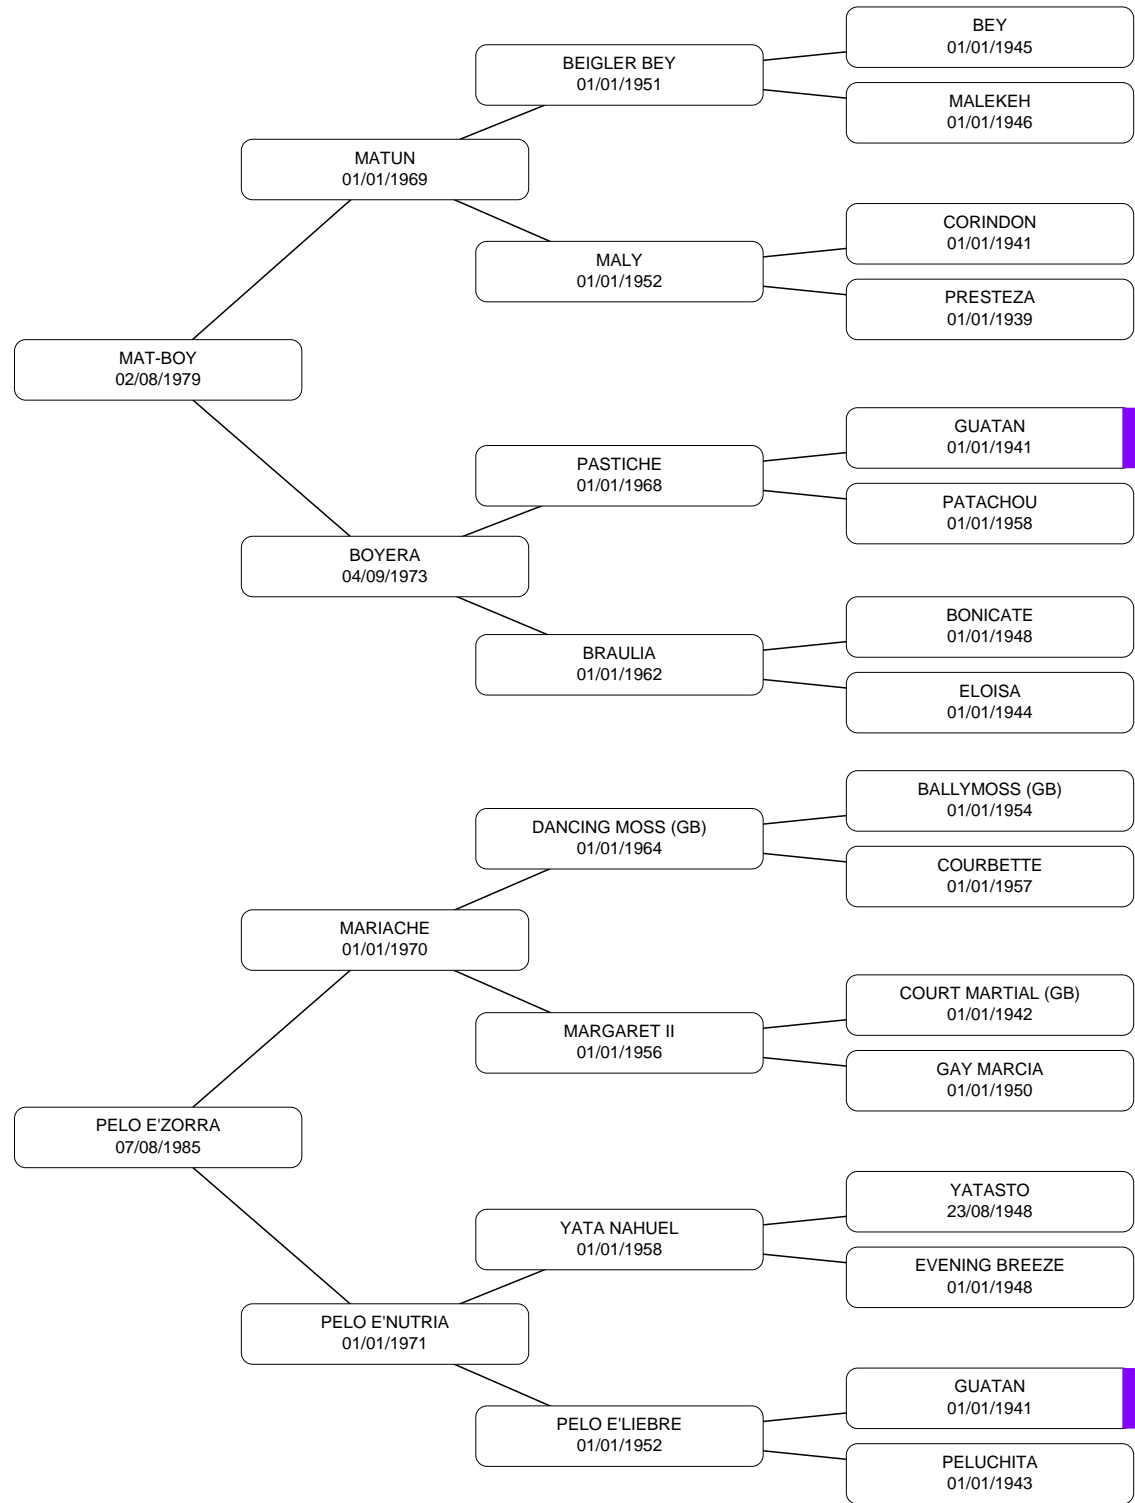 BEY
01/01/1945
BEIGLER BEY
01/01/1951
MALEKEH
01/01/1946
MATUN
01/01/1969
CORINDON
01/01/1941
MALY
01/01/1952
PRESTEZA
01/01/1939
MAT-BOY
02/08/1979
GUATAN
01/01/1941
PASTICHE
01/01/1968
PATACHOU
01/01/1958
BOYERA
04/09/1973
BONICATE
01/01/1948
BRAULIA
01/01/1962
ELOISA
01/01/1944
BALLYMOSS (GB)
01/01/1954
DANCING MOSS (GB)
01/01/1964
COURBETTE
01/01/1957
MARIACHE
01/01/1970
COURT MARTIAL (GB)
01/01/1942
MARGARET II
01/01/1956
GAY MARCIA
01/01/1950
PELO E'ZORRA
07/08/1985
YATASTO
23/08/1948
YATA NAHUEL
01/01/1958
EVENING BREEZE
01/01/1948
PELO E'NUTRIA
01/01/1971
GUATAN
01/01/1941
PELO E'LIEBRE
01/01/1952
PELUCHITA
01/01/1943